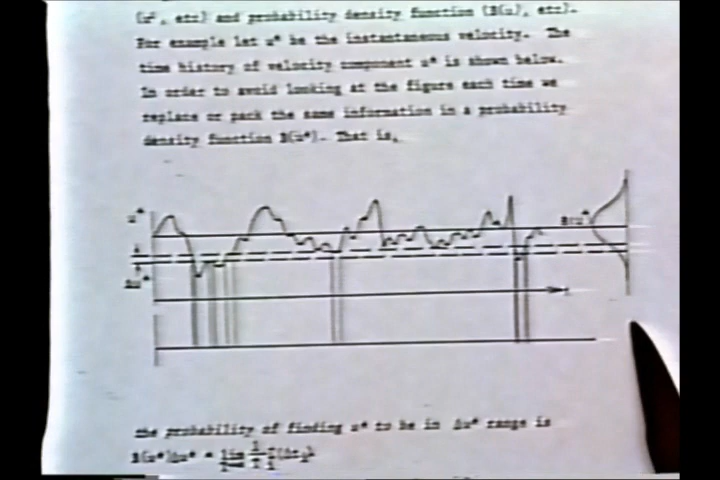 (u², etc) and probability density function (B(u), etc).
For example let u* be the instantaneous velocity. The
time history of velocity component u* is shown below.
In order to avoid looking at the figure each time we
replace or pack the same information in a probability
density function B(u*). That is,
u*
B(u*)
Δu*
the probability of finding u* to be in Δu* range is
B(u*)Δu* = lim